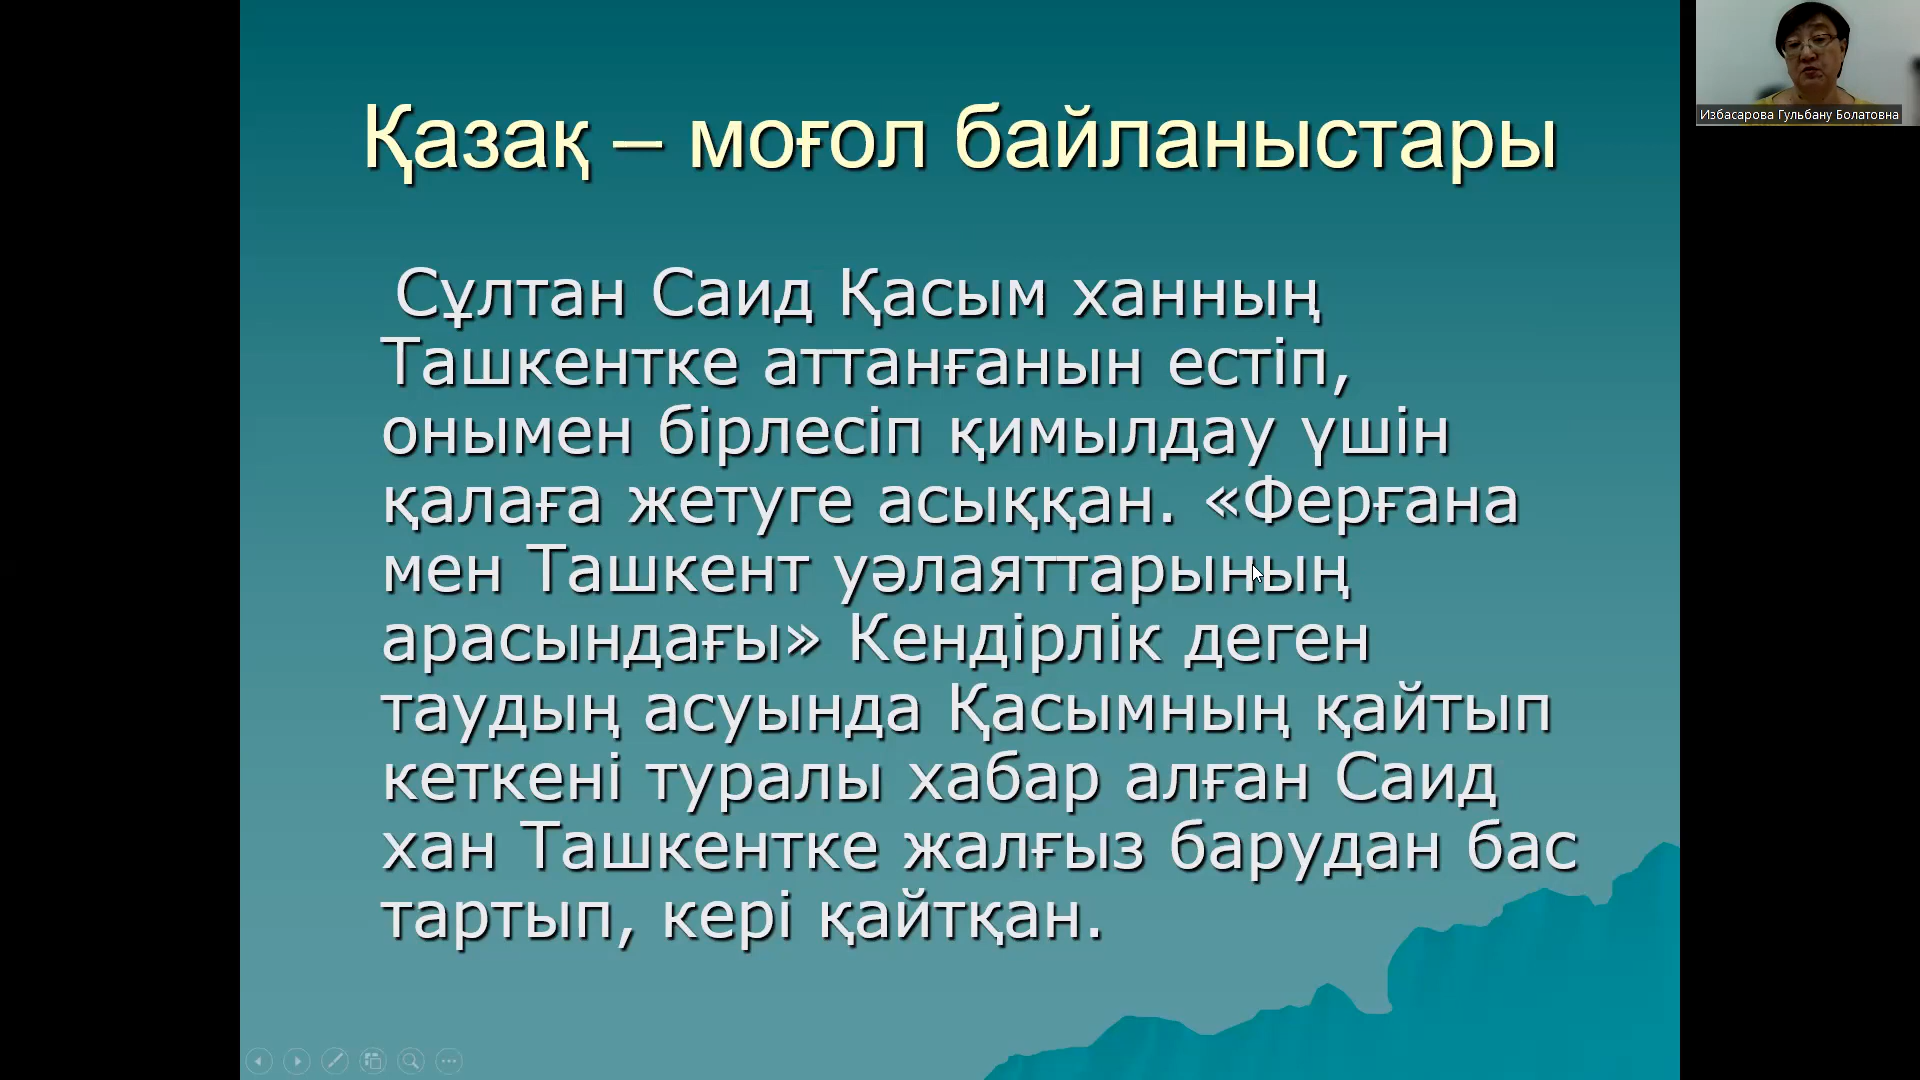 Қазақ – моғол байланыстары
Сұлтан Саид Қасым ханның
Ташкентке аттанғанын естіп,
онымен бірлесіп қимылдау үшін
қалаға жетуге асыққан. «Ферғана
мен Ташкент уәлаяттарының
арасындағы» Кендірлік деген
таудың асуында Қасымның қайтып
кеткені туралы хабар алған Саид
хан Ташкентке жалғыз барудан бас
тартып, кері қайтқан.
Избасарова Гульбану Болатовна